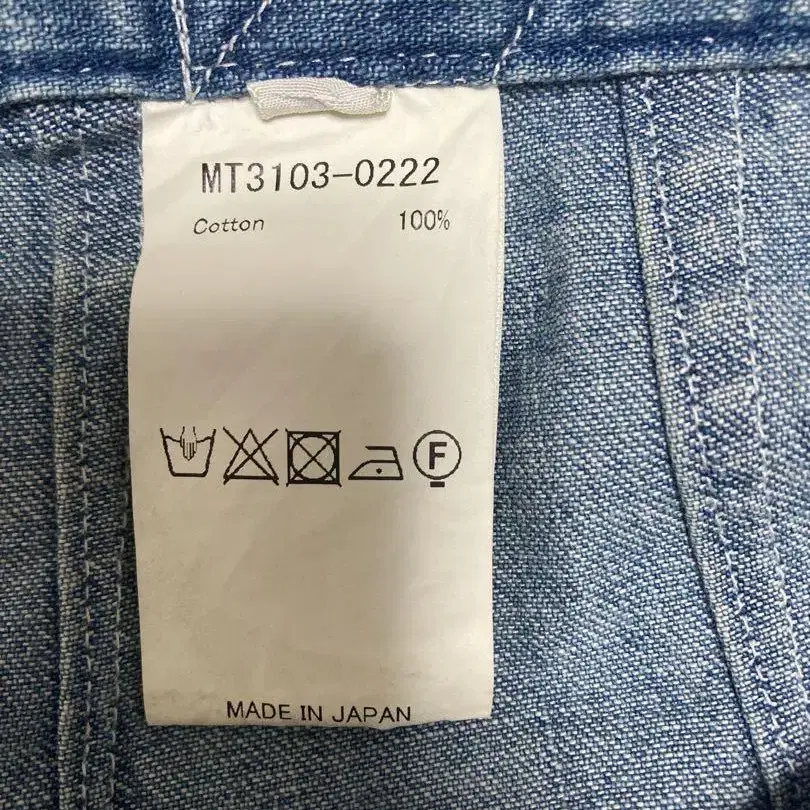 MT3103-0222
Cotton 100%
F
MADE IN JAPAN